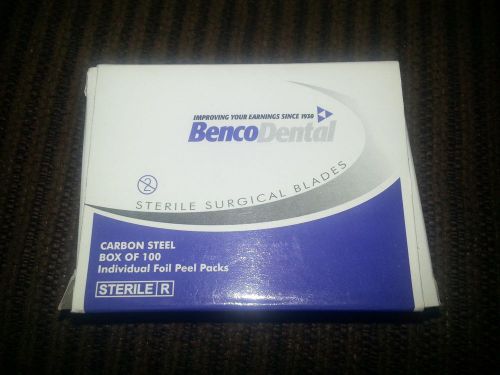 IMPROVING YOUR EARNINGS SINCE 1930
BencoDental
2
STERILE SURGICAL BLADES
CARBON STEEL
BOX OF 100
Individual Foil Peel Packs
STERILE R